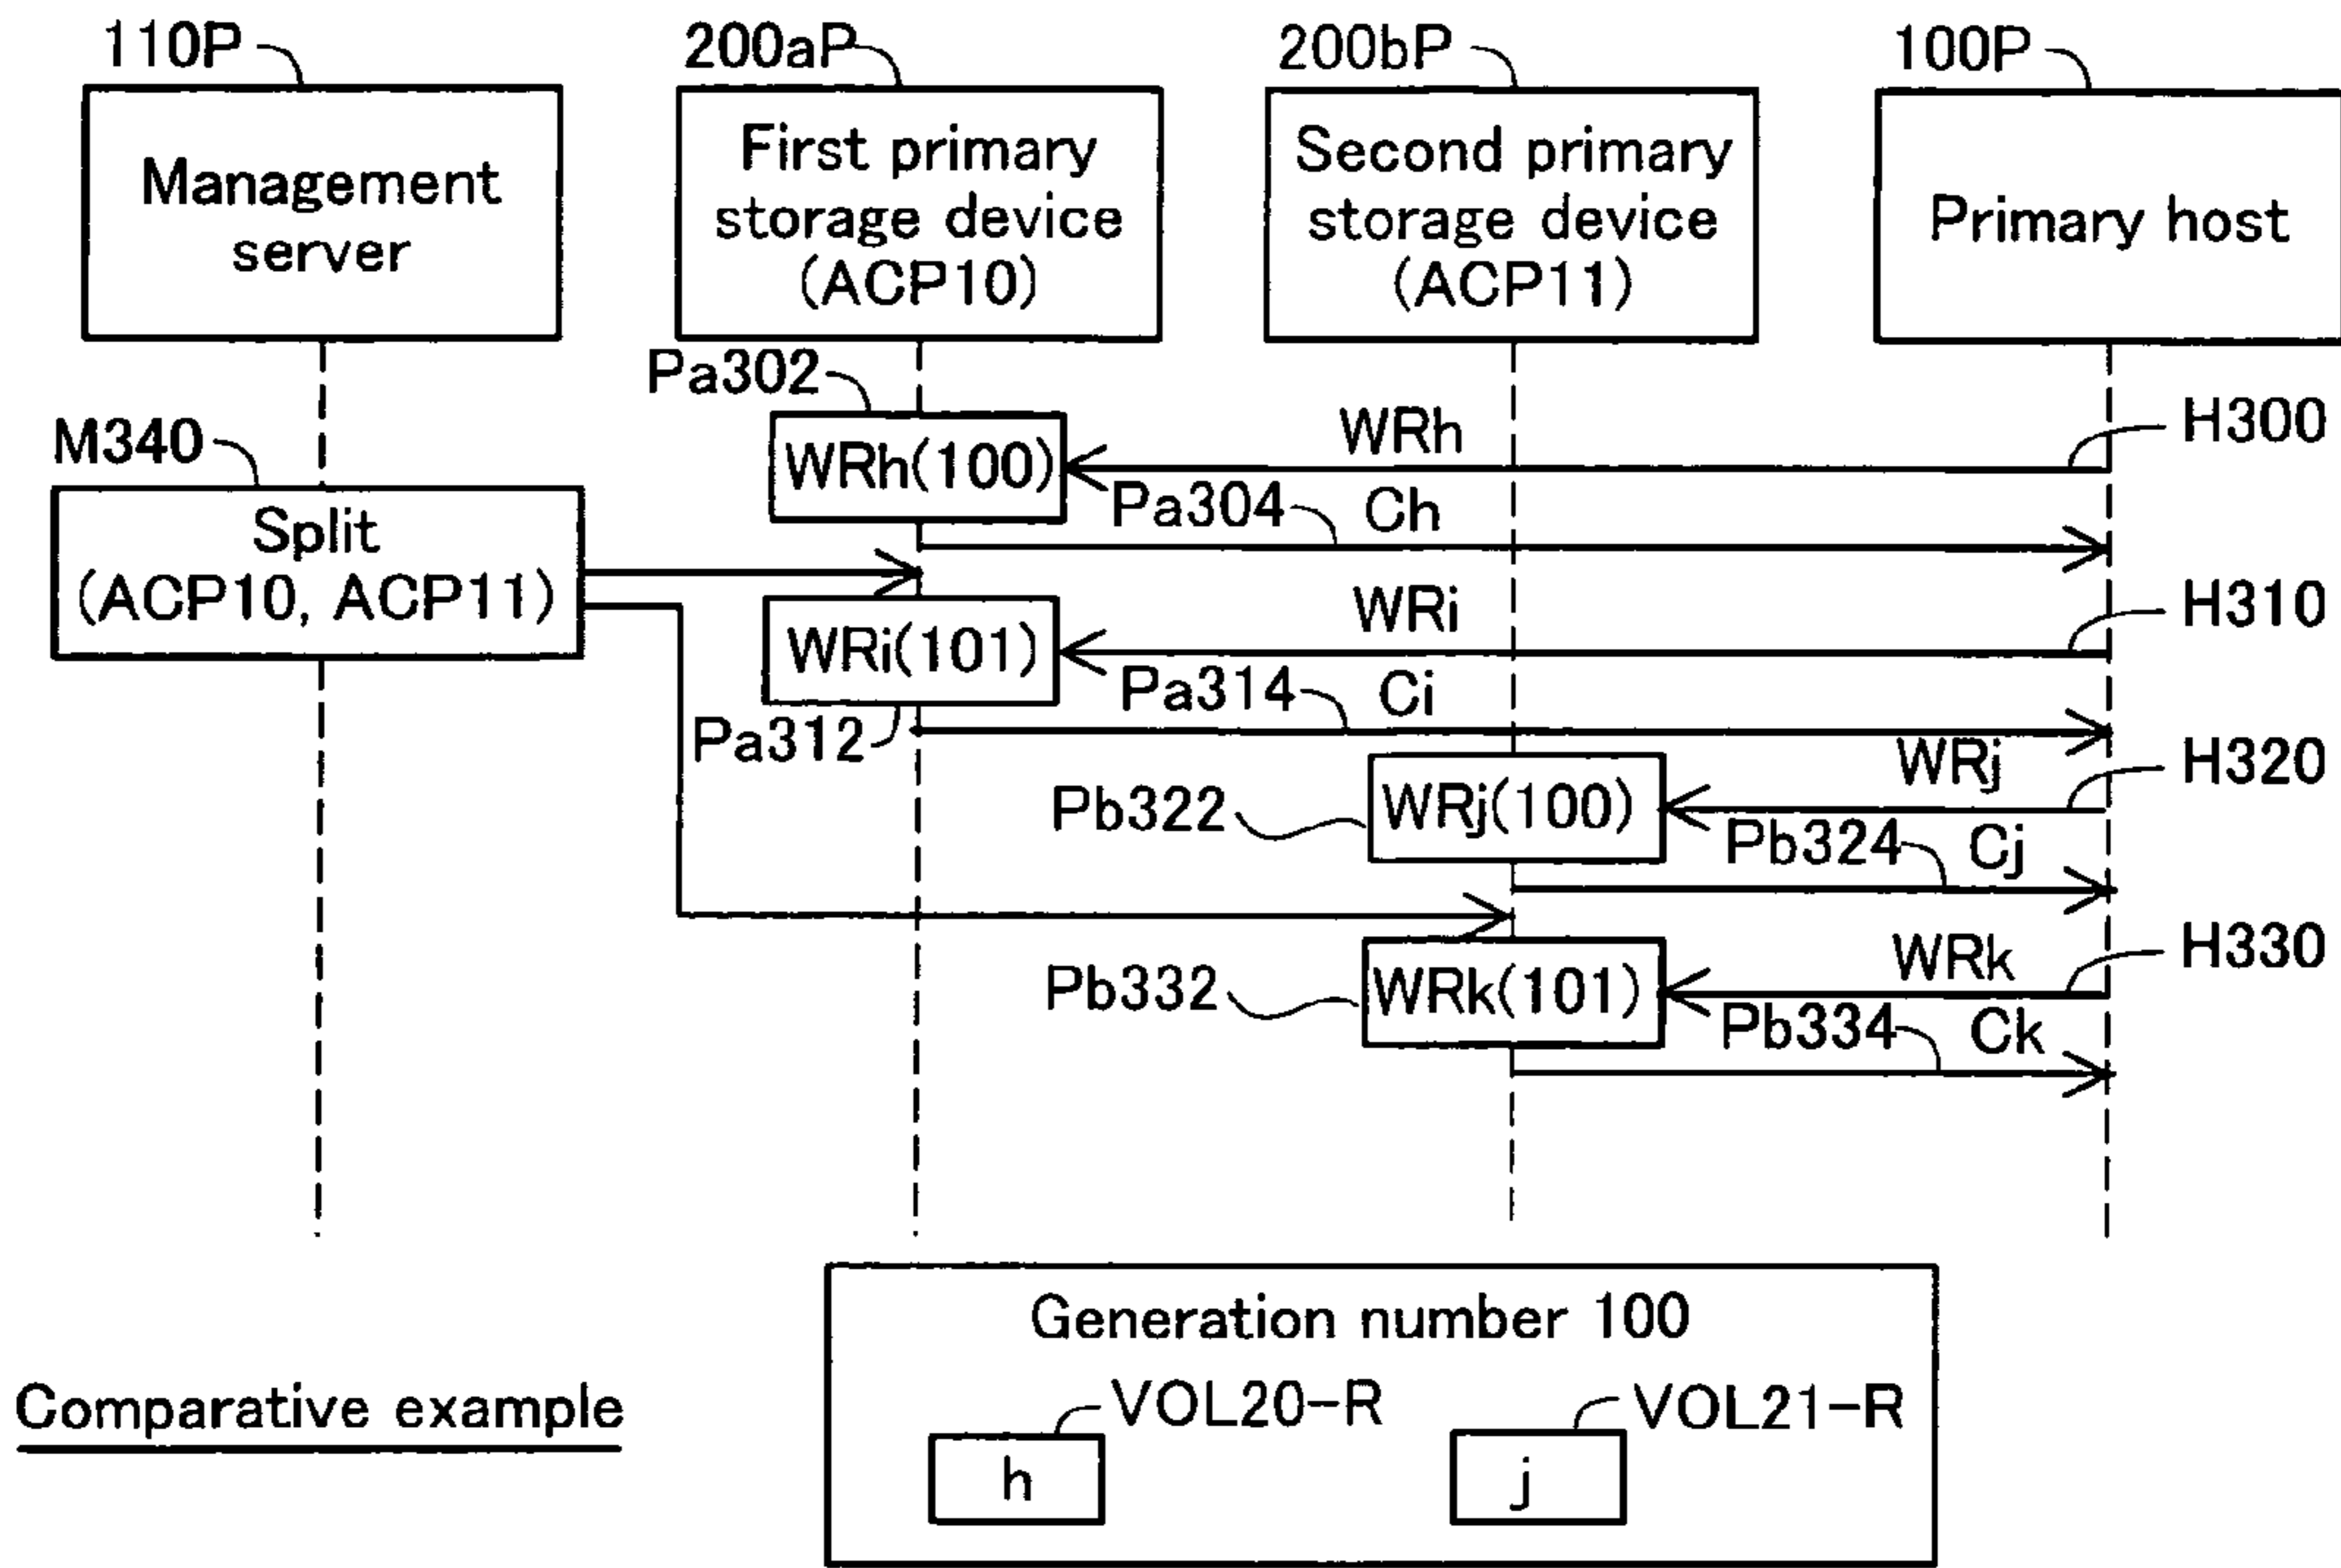 110P
200aP
200bP
100P
Management
server
First primary
storage device
(ACP10)
Second primary
storage device
(ACP11)
Primary host
Pa302
WRh
H300
M340
WRh(100)
Pa304
Ch
Split
(ACP10, ACP11)
WRi
H310
WRi(101)
Pa314
Ci
Pa312
WRj
H320
Pb322
WRj(100)
Pb324
Cj
WRk
H330
Pb332
WRk(101)
Pb334
Ck
Generation number 100
VOL20-R
VOL21-R
h
j
Comparative example